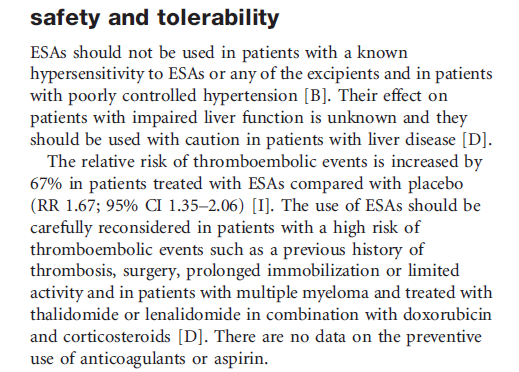 safety and tolerability
ESAs should not be used in patients with a known
hypersensitivity to ESAs or any of the excipients and in patients
with poorly controlled hypertension [B]. Their effect on
patients with impaired liver function is unknown and they
should be used with caution in patients with liver disease [D].
The relative risk of thromboembolic events is increased by
67% in patients treated with ESAs compared with placebo
(RR 1.67; 95% CI 1.35–2.06) [I]. The use of ESAs should be
carefully reconsidered in patients with a high risk of
thromboembolic events such as a previous history of
thrombosis, surgery, prolonged immobilization or limited
activity and in patients with multiple myeloma and treated with
thalidomide or lenalidomide in combination with doxorubicin
and corticosteroids [D]. There are no data on the preventive
use of anticoagulants or aspirin.